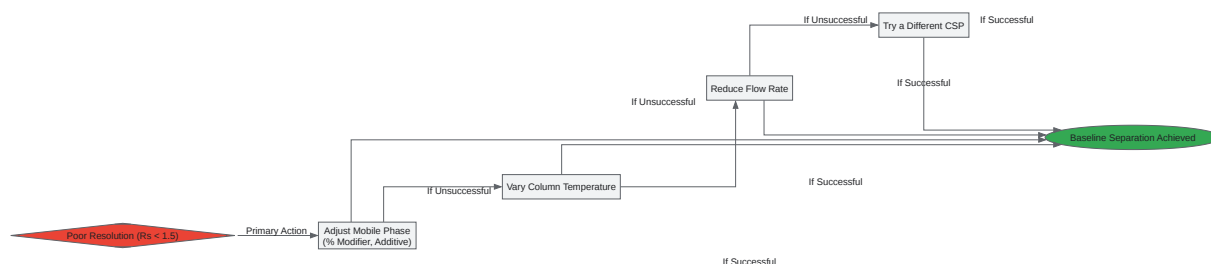 If Unsuccessful
Try a Different CSP
If Successful
If Successful
Reduce Flow Rate
If Unsuccessful
Baseline Separation Achieved
If Successful
Vary Column Temperature
If Unsuccessful
Poor Resolution (Rs < 1.5)
Primary Action
Adjust Mobile Phase
(% Modifier, Additive)
If Successful